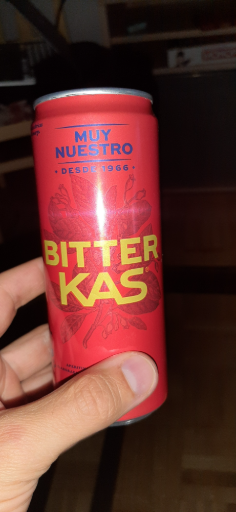 MUY
NUESTRO
• DESDE 1966 •
BITTER
KAS